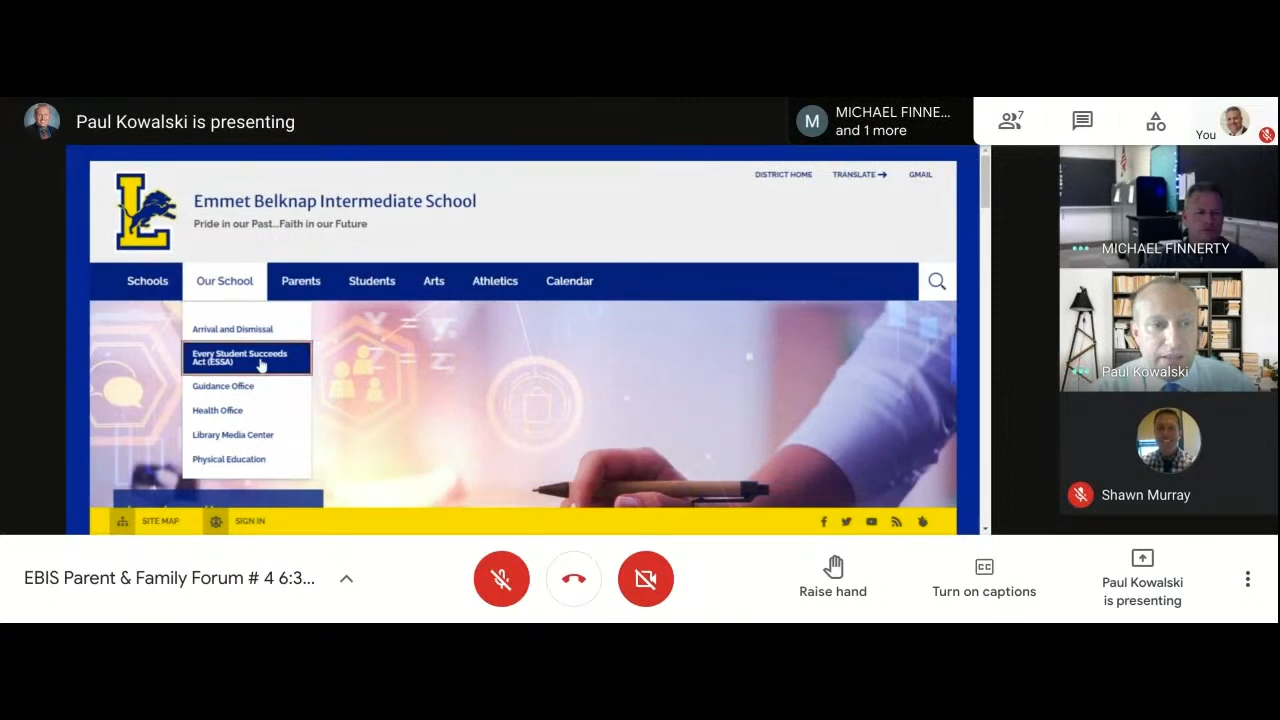 Paul Kowalski is presenting
M
MICHAEL FINNE...
and 1 more
7
You
DISTRICT HOME
TRANSLATE
GMAIL
L
Emmet Belknap Intermediate School
Pride in our Past...Faith in our Future
Schools
Our School
Parents
Students
Arts
Athletics
Calendar
Arrival and Dismissal
Every Student Succeeds
Act (ESSA)
Guidance Office
Health Office
Library Media Center
Physical Education
SITE MAP
SIGN IN
MICHAEL FINNERTY
Paul Kowalski
Shawn Murray
EBIS Parent & Family Forum # 4 6:3...
Raise hand
CC
Turn on captions
Paul Kowalski
is presenting